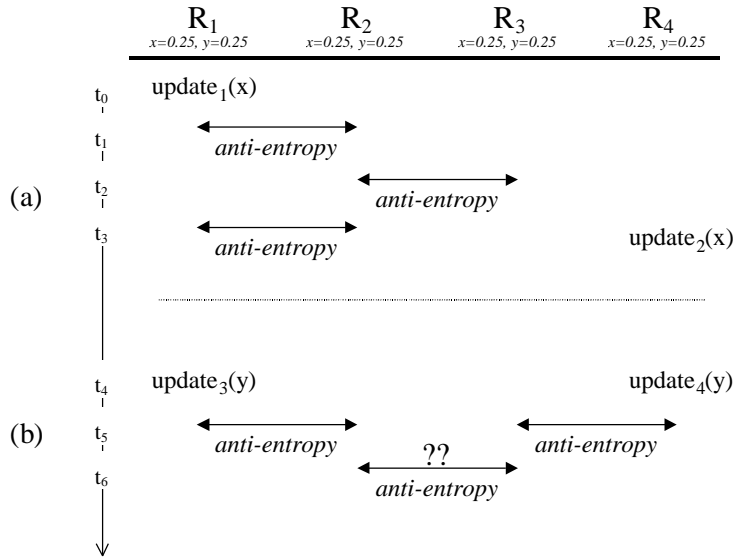 R1 R2 R3 R4
x=0.25, y=0.25 x=0.25, y=0.25 x=0.25, y=0.25 x=0.25, y=0.25
t0 update1(x)
t1 anti-entropy
(a) t2 anti-entropy
t3 anti-entropy update2(x)
t4 update3(y) update4(y)
(b) t5 anti-entropy anti-entropy
??
t6 anti-entropy